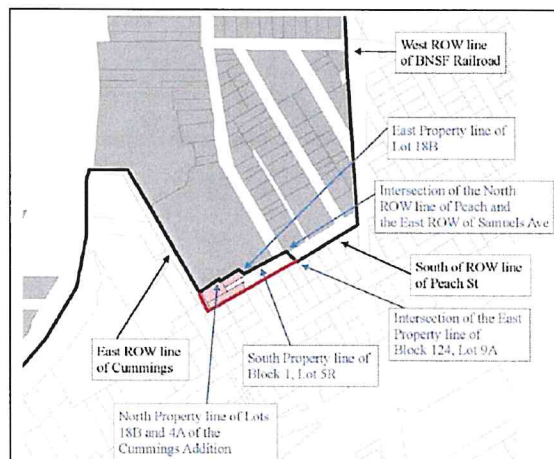 West ROW line
of BNSF Railroad
East Property line of
Lot 18B
Intersection of the North
ROW line of Peach and
the East ROW of Samuels Ave
South of ROW line
of Peach St
Intersection of the East
Property line of
Block 124, Lot 9A
East ROW line
of Cummings
South Property line of
Block 1, Lot 5R
North Property line of Lots
18B and 4A of the
Cummings Addition